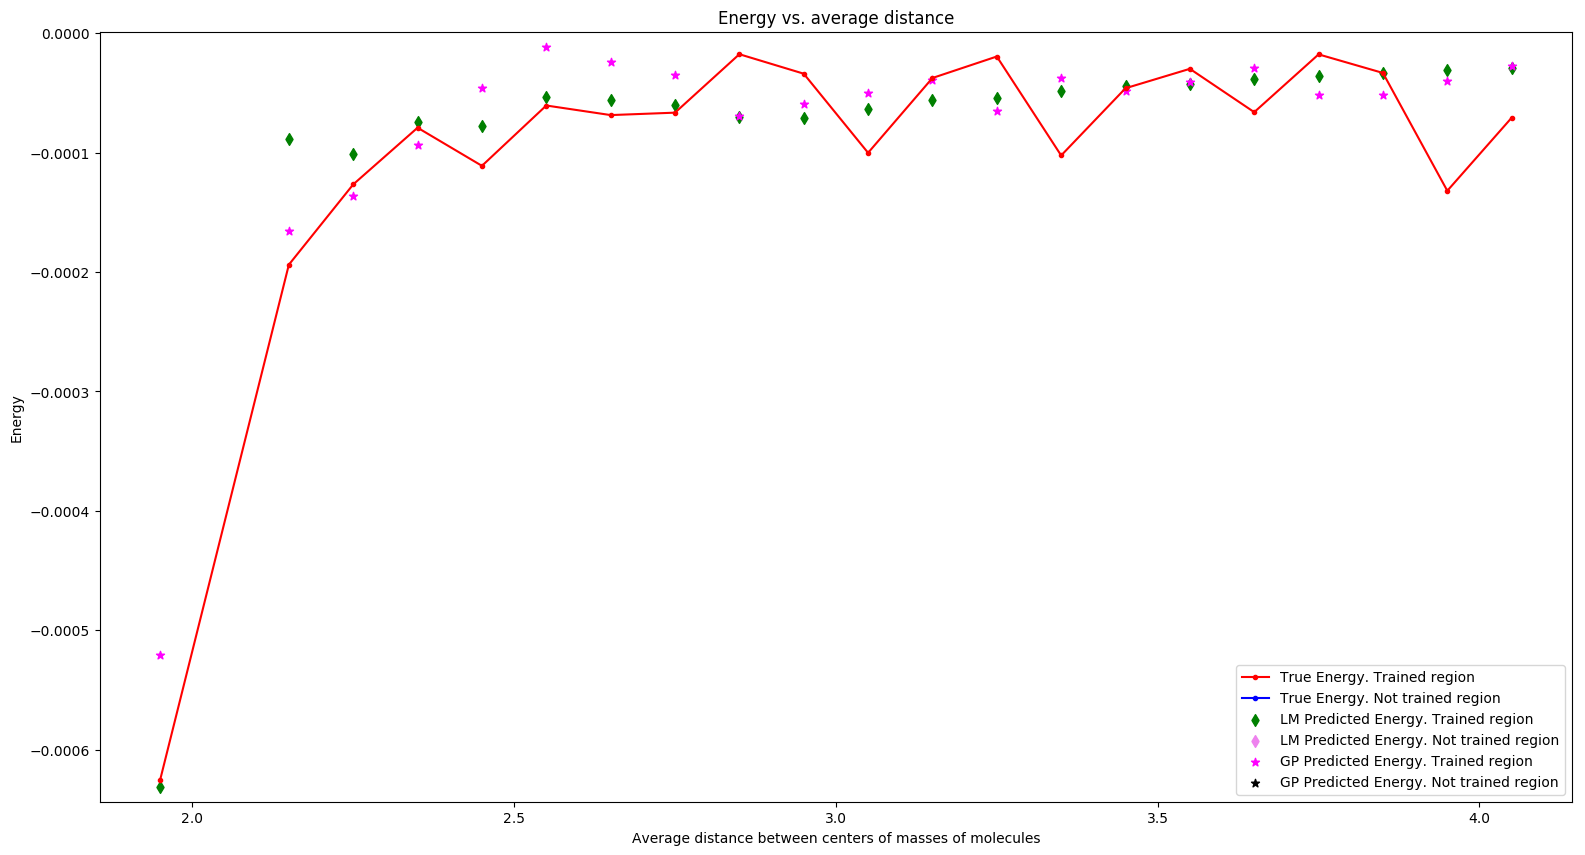 Energy vs. average distance
0.0000
−0.0001
−0.0002
−0.0003
−0.0004
−0.0005
−0.0006
Energy
True Energy. Trained region
True Energy. Not trained region
LM Predicted Energy. Trained region
LM Predicted Energy. Not trained region
GP Predicted Energy. Trained region
GP Predicted Energy. Not trained region
2.0 2.5 3.0 3.5 4.0
Average distance between centers of masses of molecules